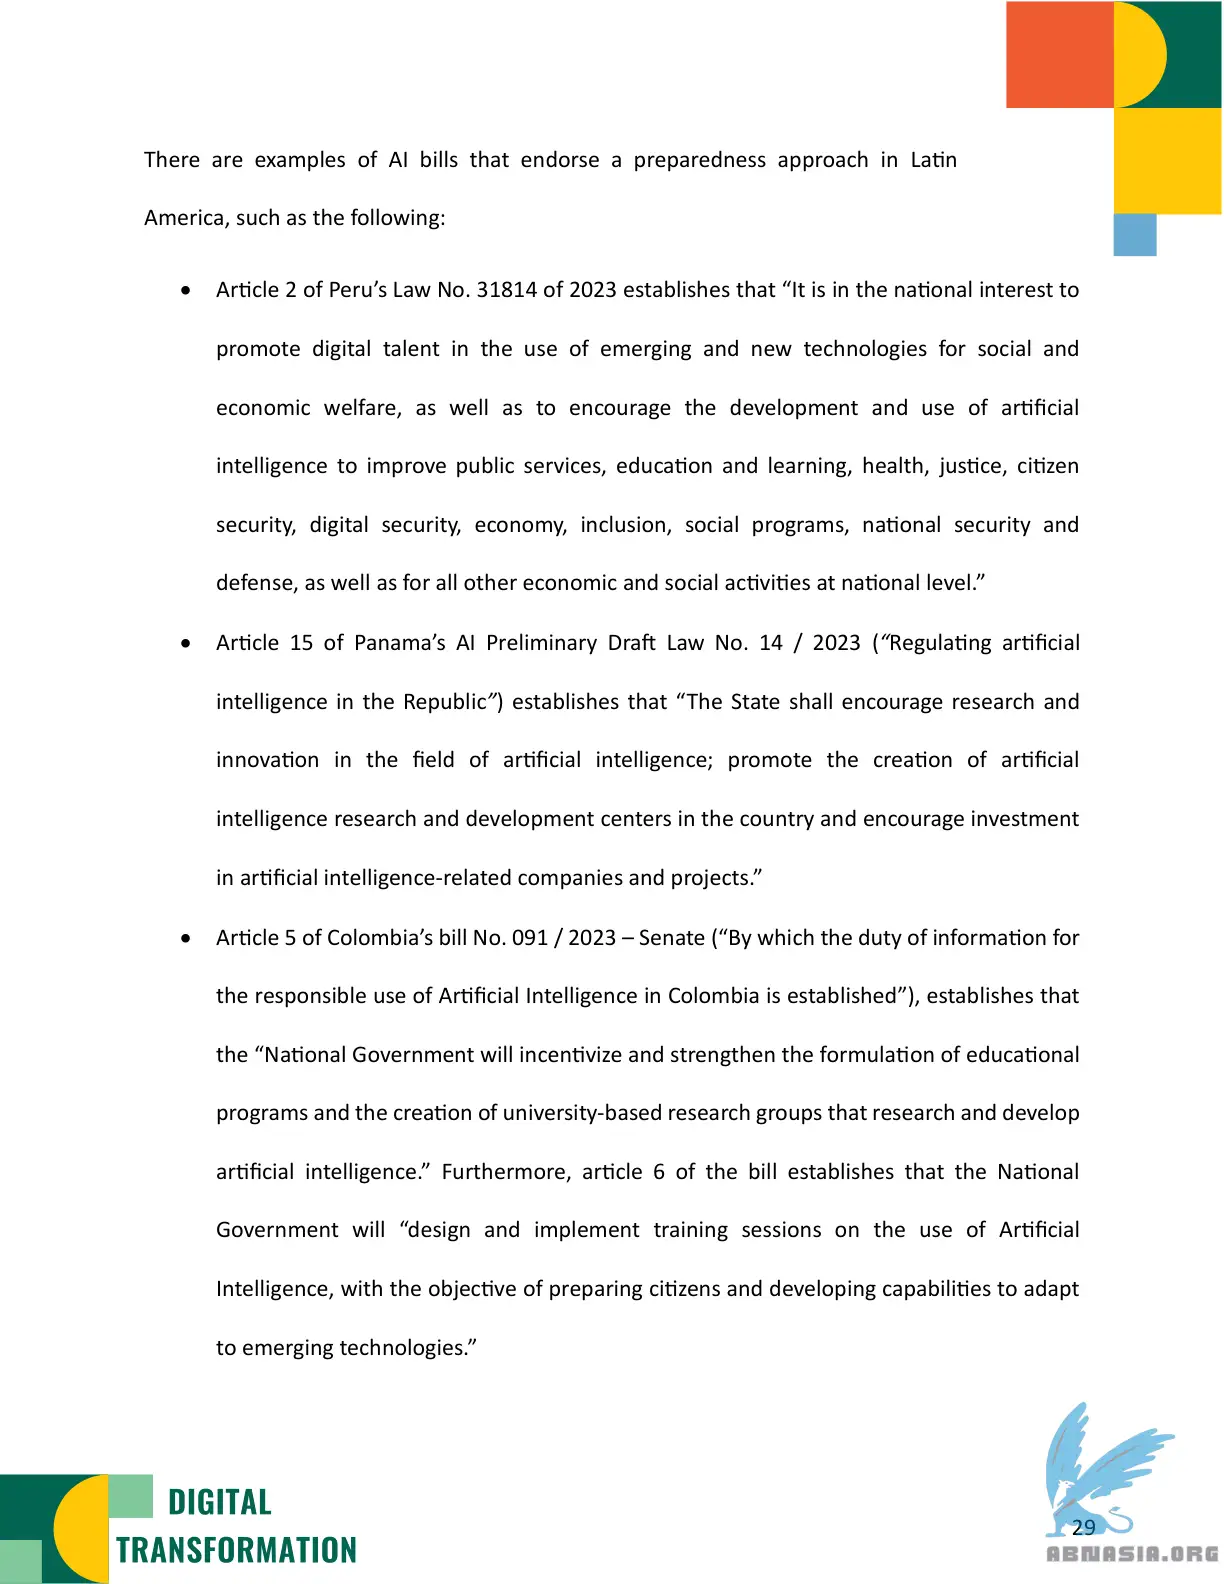 There are examples of AI bills that endorse a preparedness approach in Latin
America, such as the following:
• Article 2 of Peru’s Law No. 31814 of 2023 establishes that “It is in the national interest to
promote digital talent in the use of emerging and new technologies for social and
economic welfare, as well as to encourage the development and use of artificial
intelligence to improve public services, education and learning, health, justice, citizen
security, digital security, economy, inclusion, social programs, national security and
defense, as well as for all other economic and social activities at national level.”
• Article 15 of Panama’s AI Preliminary Draft Law No. 14 / 2023 (“Regulating artificial
intelligence in the Republic”) establishes that “The State shall encourage research and
innovation in the field of artificial intelligence; promote the creation of artificial
intelligence research and development centers in the country and encourage investment
in artificial intelligence-related companies and projects.”
• Article 5 of Colombia’s bill No. 091 / 2023 – Senate (“By which the duty of information for
the responsible use of Artificial Intelligence in Colombia is established”), establishes that
the “National Government will incentivize and strengthen the formulation of educational
programs and the creation of university-based research groups that research and develop
artificial intelligence.” Furthermore, article 6 of the bill establishes that the National
Government will “design and implement training sessions on the use of Artificial
Intelligence, with the objective of preparing citizens and developing capabilities to adapt
to emerging technologies.”
DIGITAL
TRANSFORMATION
29
ABNASIA.ORG